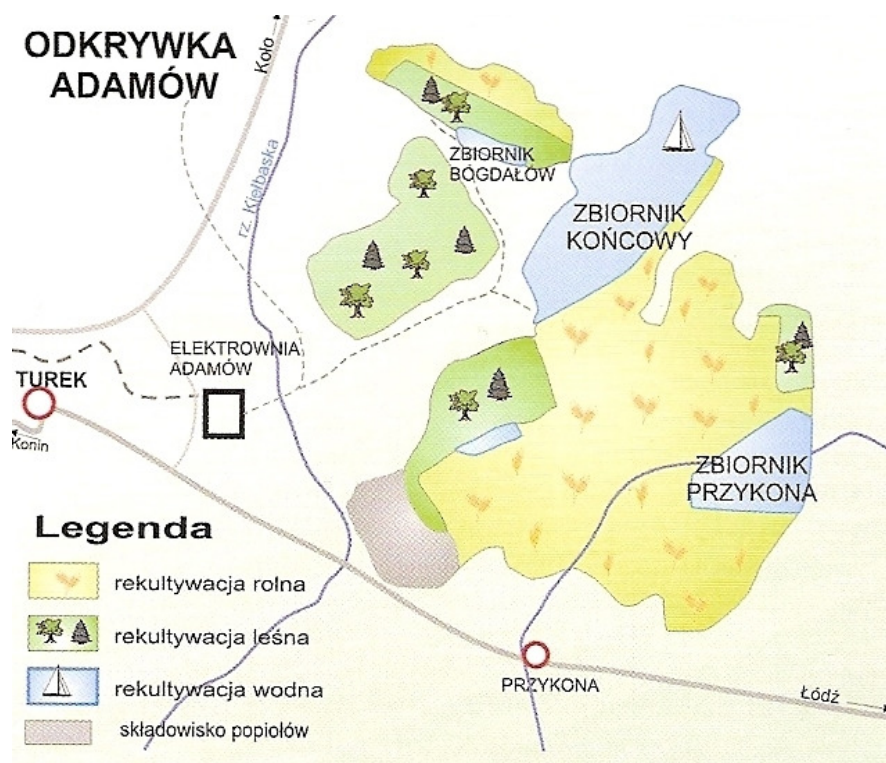 ODKRYWKA
ADAMÓW
Koło
rz. Kiełbaska
ZBIORNIK
BOGDAŁÓW
ZBIORNIK
KOŃCOWY
ELEKTROWNIA
ADAMÓW
TUREK
Konin
ZBIORNIK
PRZYKONA
Legenda
rekultywacja rolna
rekultywacja leśna
rekultywacja wodna
składowisko popiołów
PRZYKONA
Łódź